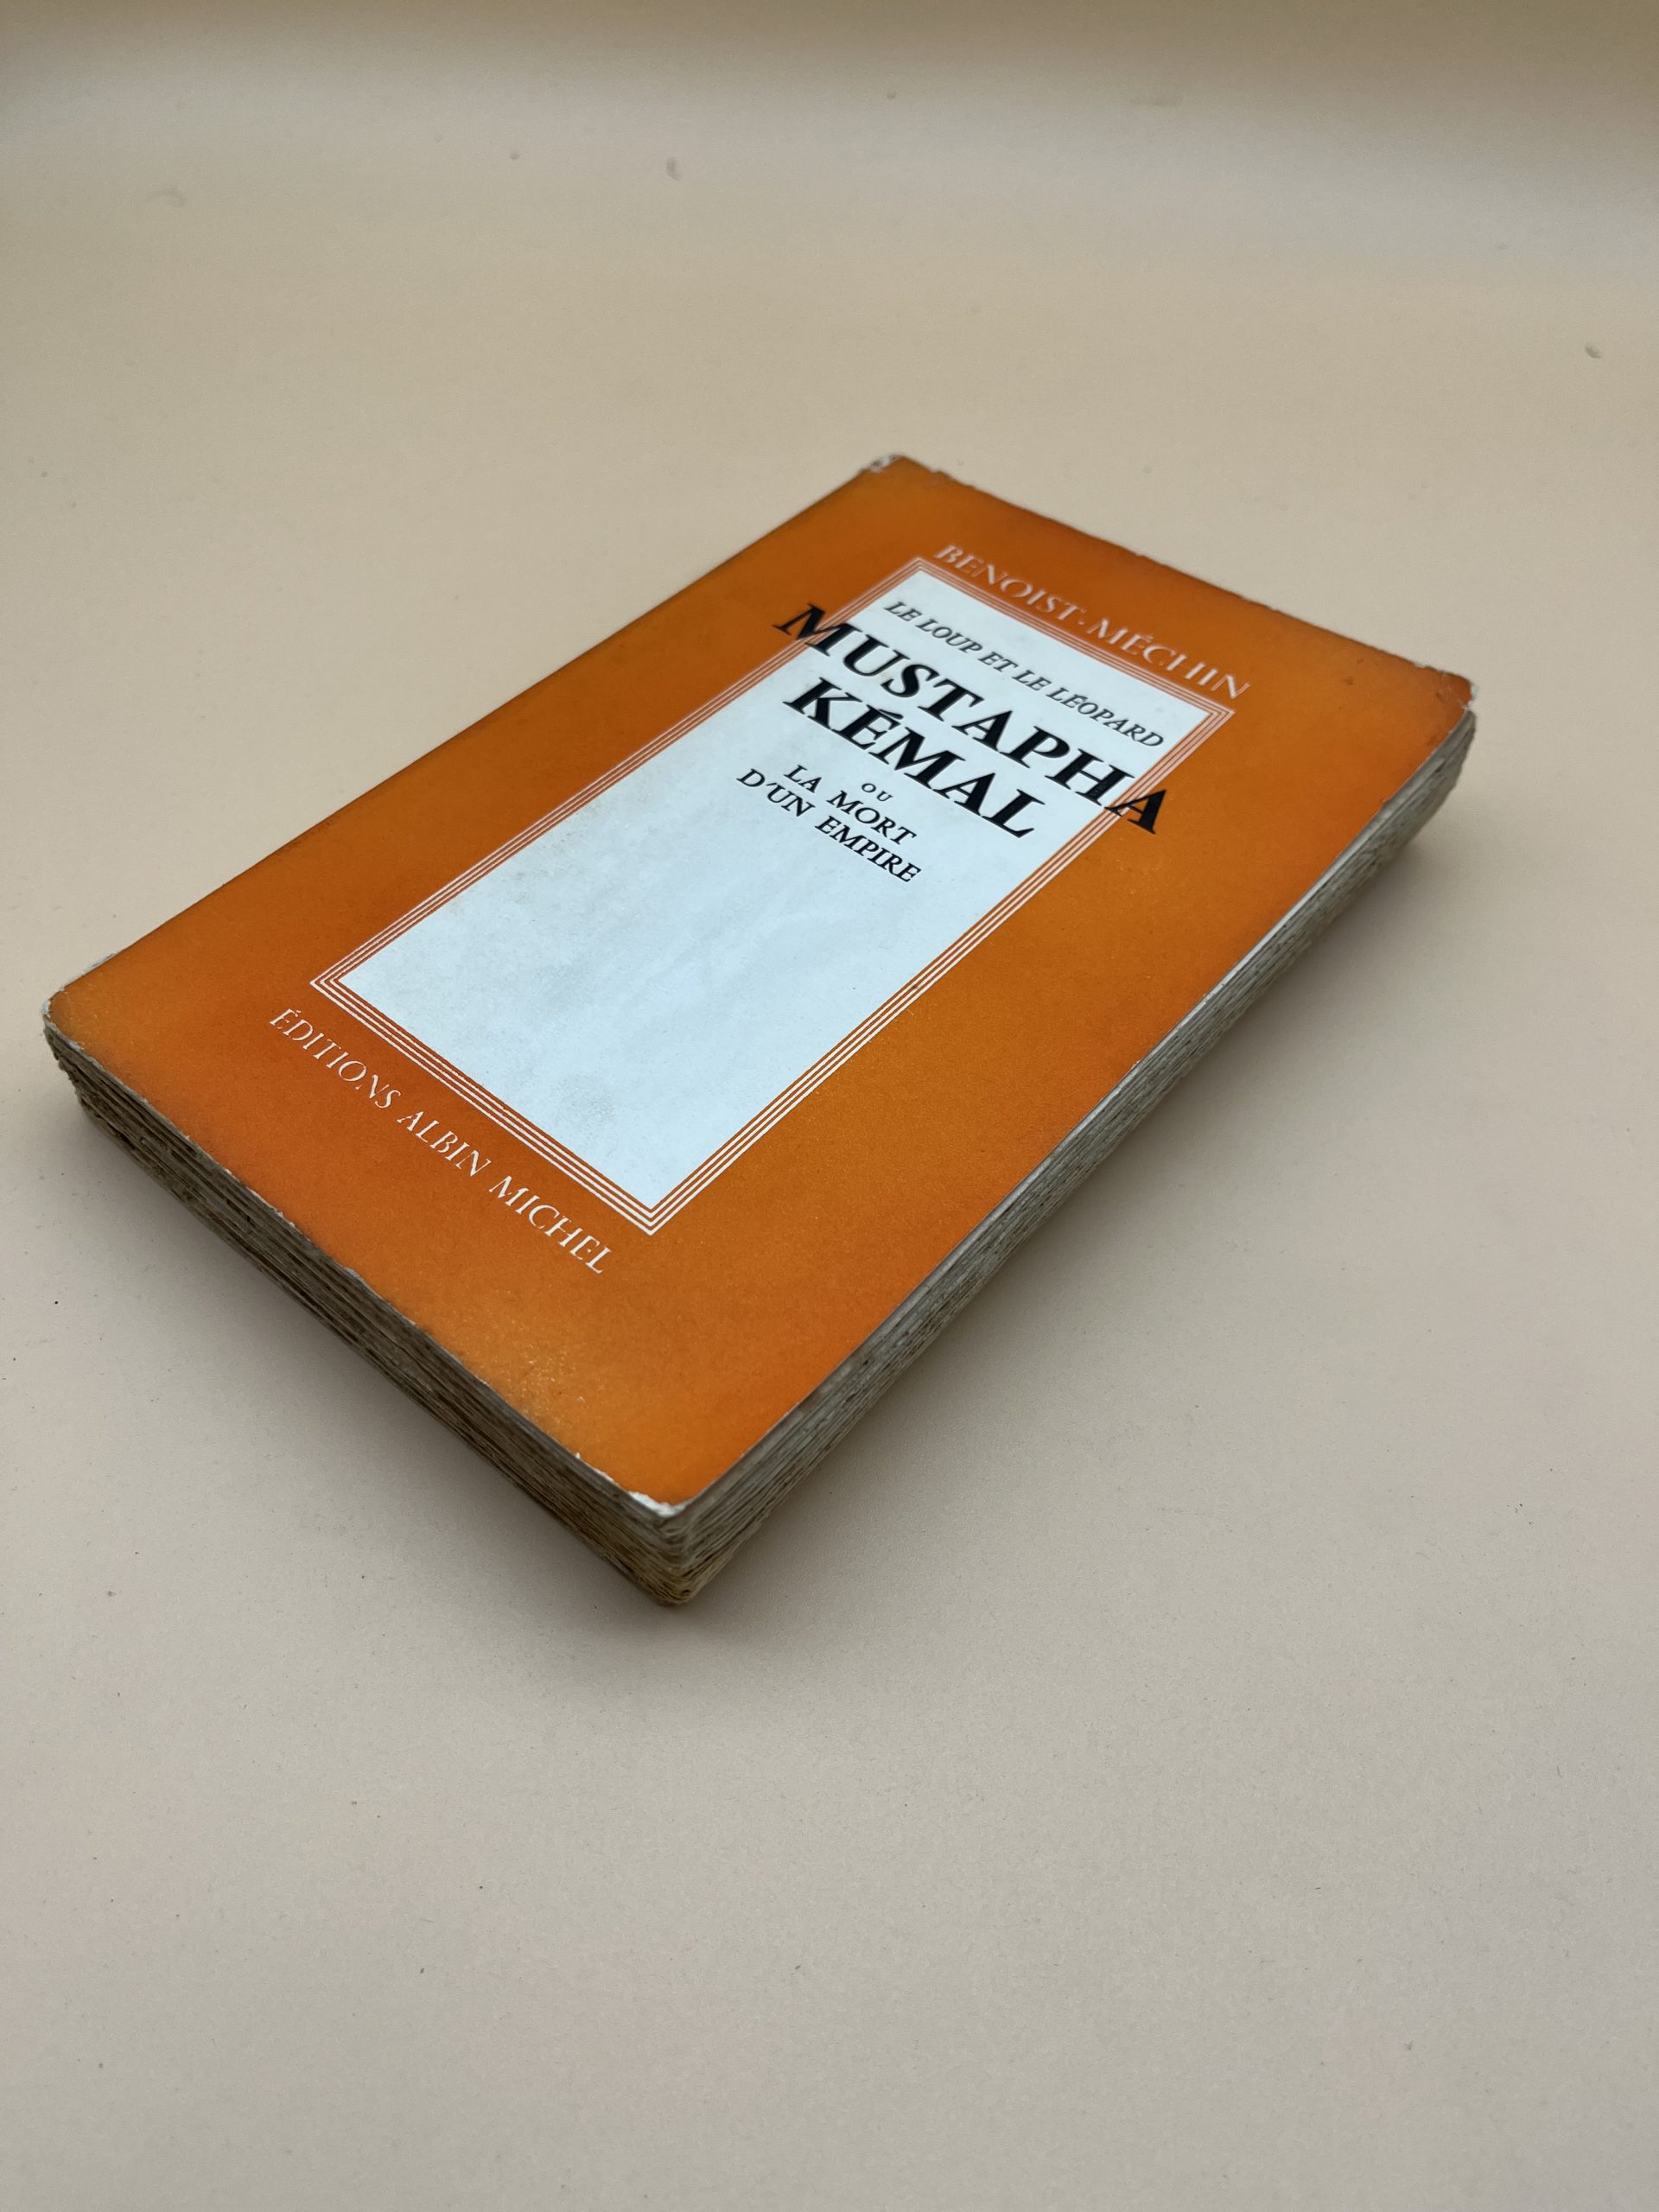 BENOIST-MÉCHIN
LE LOUP ET LE LÉOPARD
MUSTAPHA
KÉMAL
OU
LA MORT
D'UN EMPIRE
ÉDITIONS ALBIN MICHEL